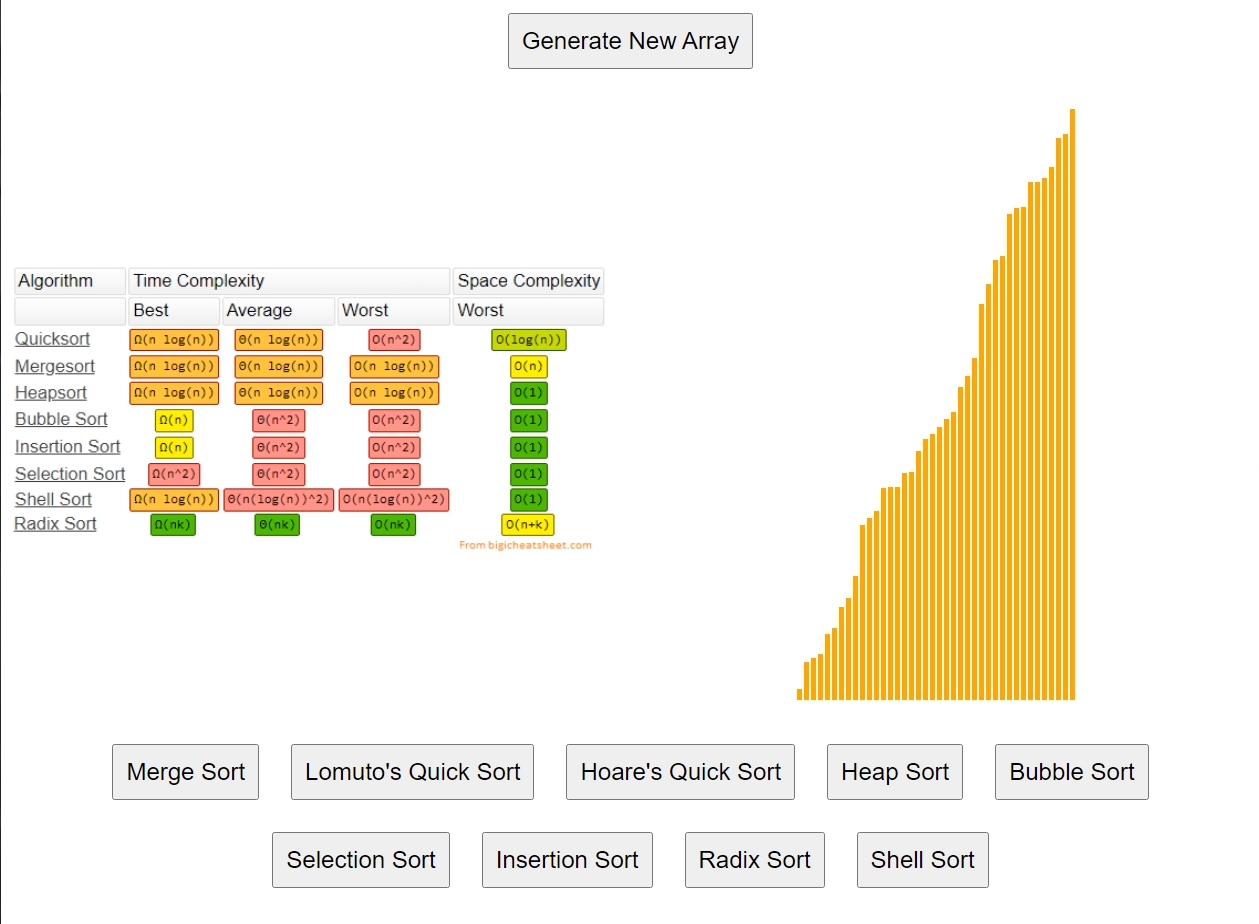 Generate New Array
Algorithm Time Complexity Space Complexity
Best Average Worst Worst
Quicksort Ω(n log(n)) Θ(n log(n)) O(n^2) O(log(n))
Mergesort Ω(n log(n)) Θ(n log(n)) O(n log(n)) O(n)
Heapsort Ω(n log(n)) Θ(n log(n)) O(n log(n)) O(1)
Bubble Sort Ω(n) Θ(n^2) O(n^2) O(1)
Insertion Sort Ω(n) Θ(n^2) O(n^2) O(1)
Selection Sort Ω(n^2) Θ(n^2) O(n^2) O(1)
Shell Sort Ω(n log(n)) Θ(n(log(n))^2) O(n(log(n))^2) O(1)
Radix Sort Ω(nk) Θ(nk) O(nk) O(n+k)
From bigicheatsheet.com
Merge Sort Lomuto's Quick Sort Hoare's Quick Sort Heap Sort Bubble Sort
Selection Sort Insertion Sort Radix Sort Shell Sort